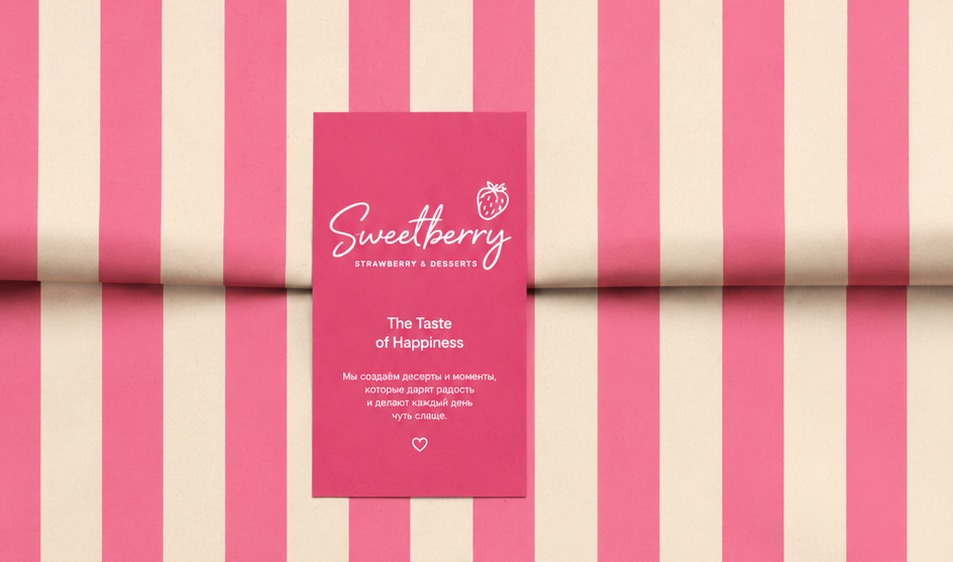 Sweetberry
STRAWBERRY & DESSERTS
The Taste
of Happiness
Мы создаём десерты и моменты,
которые дарят радость
и делают каждый день
чуть слаще.